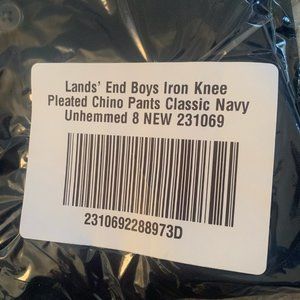 Lands' End Boys Iron Knee
Pleated Chino Pants Classic Navy
Unhemmed 8 NEW 231069
2310692288973D